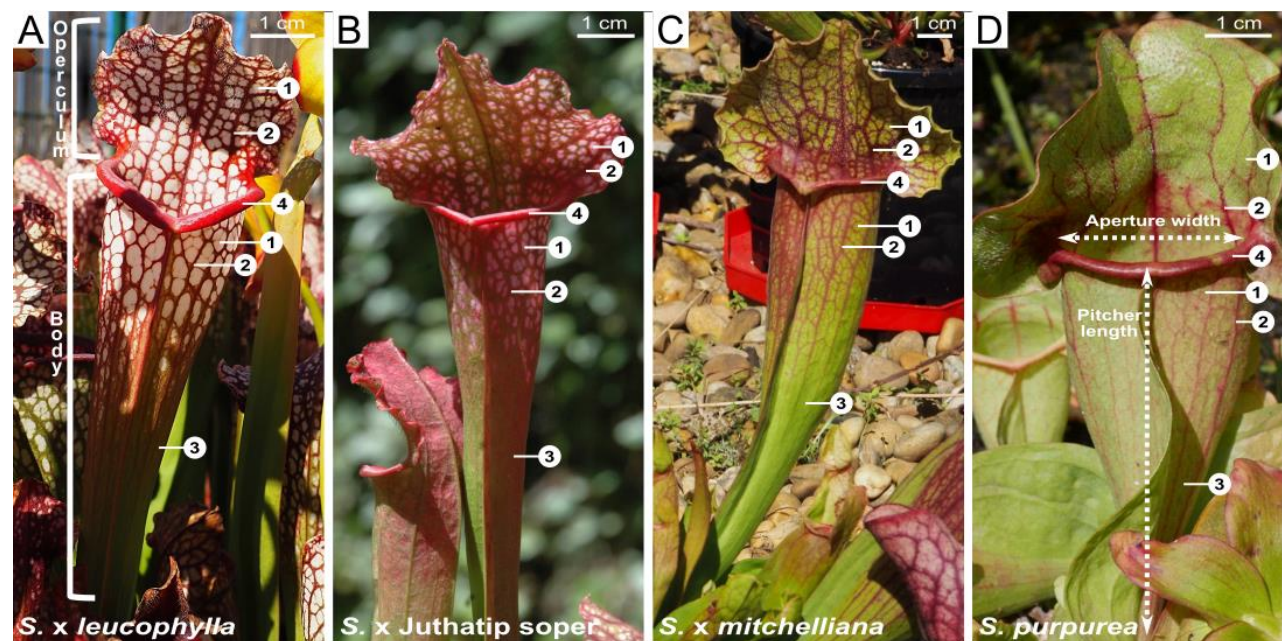 A
Operculum
1 cm
1
2
4
1
2
Body
3
S. x leucophylla
B
1 cm
1
2
4
1
2
3
S. x Juthatip soper
C
1 cm
1
2
4
1
2
3
S. x mitchelliana
D
1 cm
1
2
Aperture width
4
1
Pitcher
length
2
3
S. purpurea